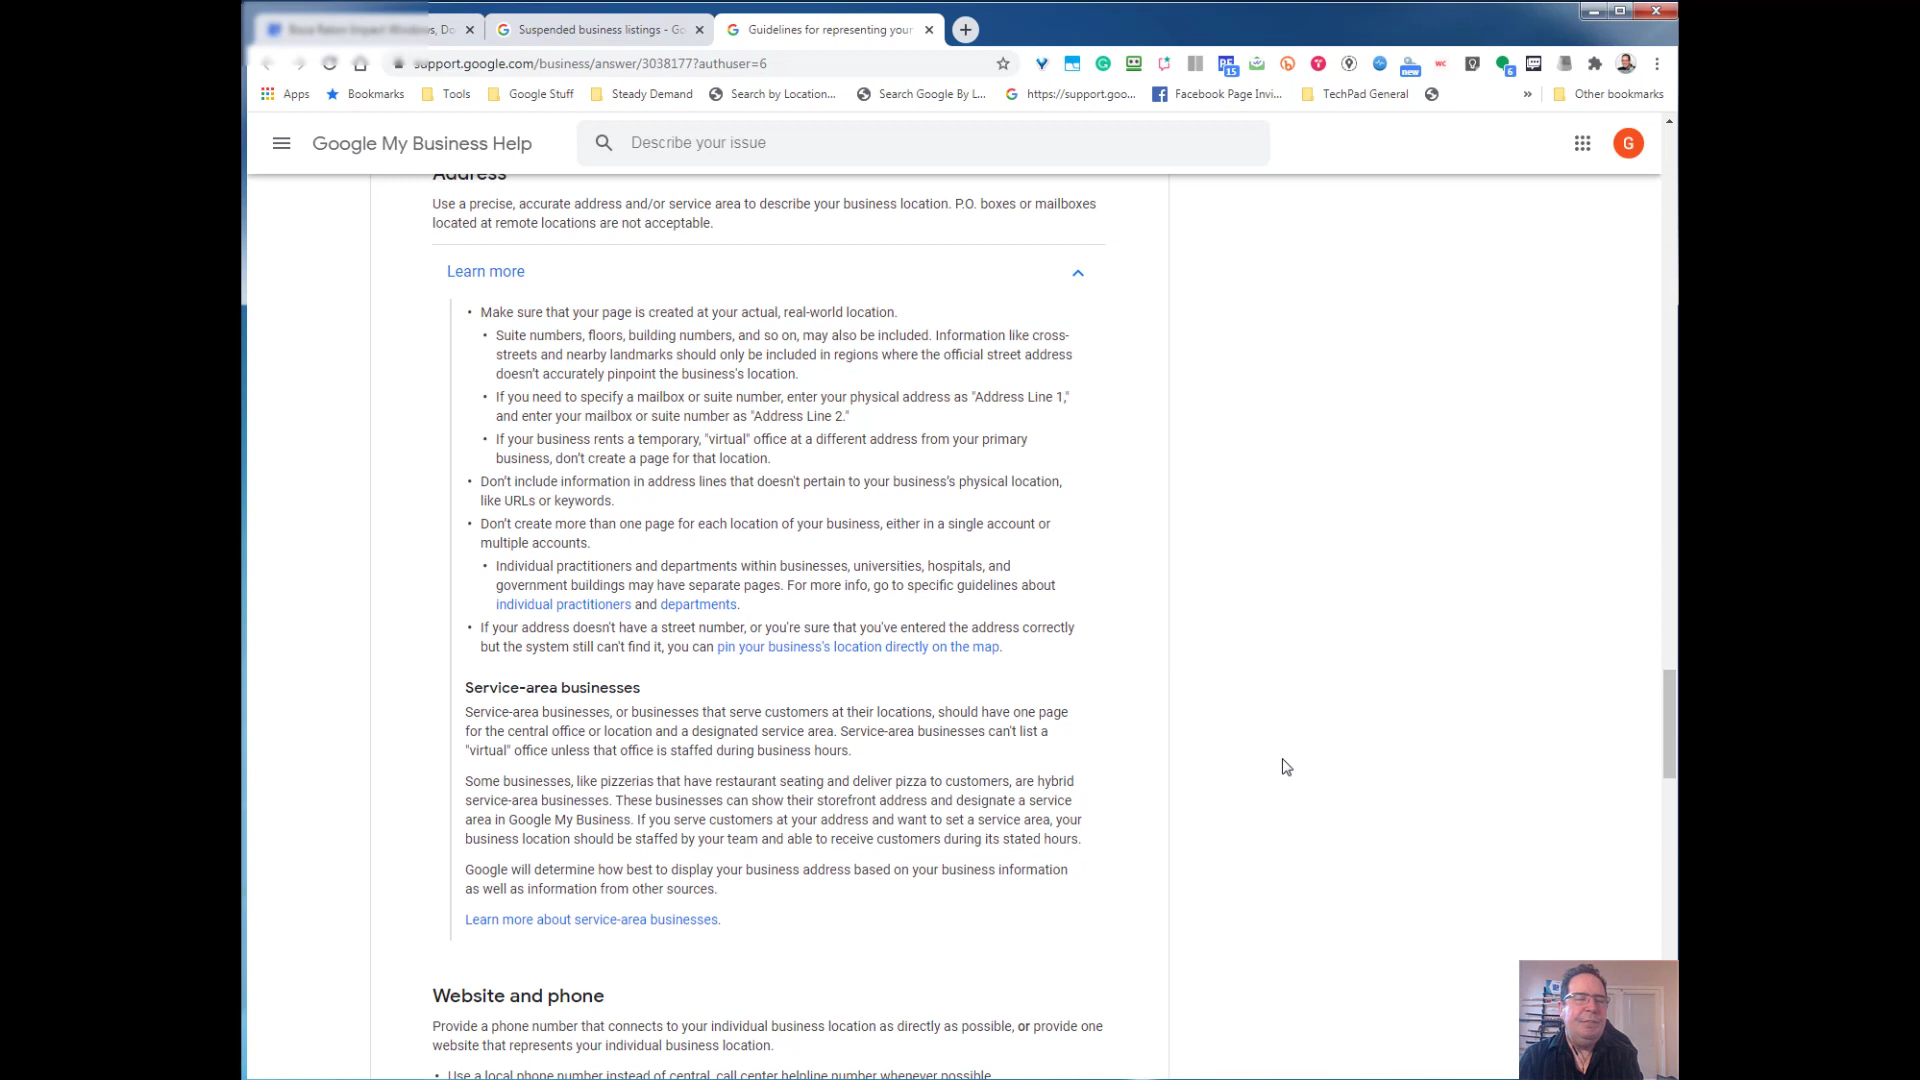 s, Do
Suspended business listings - Go
Guidelines for representing your
support.google.com/business/answer/3038177?authuser=6
15
new
WC
6
Apps
Bookmarks
Tools
Google Stuff
Steady Demand
Search by Location...
Search Google By L...
https://support.goo...
Facebook Page Invi...
TechPad General
»
Other bookmarks
Google My Business Help
Describe your issue
G
Address
Use a precise, accurate address and/or service area to describe your business location. P.O. boxes or mailboxes
located at remote locations are not acceptable.
Learn more
• Make sure that your page is created at your actual, real-world location.
• Suite numbers, floors, building numbers, and so on, may also be included. Information like cross-
streets and nearby landmarks should only be included in regions where the official street address
doesn't accurately pinpoint the business's location.
• If you need to specify a mailbox or suite number, enter your physical address as "Address Line 1,"
and enter your mailbox or suite number as "Address Line 2."
• If your business rents a temporary, "virtual" office at a different address from your primary
business, don't create a page for that location.
• Don't include information in address lines that doesn't pertain to your business's physical location,
like URLs or keywords.
• Don't create more than one page for each location of your business, either in a single account or
multiple accounts.
• Individual practitioners and departments within businesses, universities, hospitals, and
government buildings may have separate pages. For more info, go to specific guidelines about
individual practitioners and departments.
• If your address doesn't have a street number, or you're sure that you've entered the address correctly
but the system still can't find it, you can pin your business's location directly on the map.
Service-area businesses
Service-area businesses, or businesses that serve customers at their locations, should have one page
for the central office or location and a designated service area. Service-area businesses can't list a
"virtual" office unless that office is staffed during business hours.
Some businesses, like pizzerias that have restaurant seating and deliver pizza to customers, are hybrid
service-area businesses. These businesses can show their storefront address and designate a service
area in Google My Business. If you serve customers at your address and want to set a service area, your
business location should be staffed by your team and able to receive customers during its stated hours.
Google will determine how best to display your business address based on your business information
as well as information from other sources.
Learn more about service-area businesses.
Website and phone
Provide a phone number that connects to your individual business location as directly as possible, or provide one
website that represents your individual business location.
• Use a local phone number instead of central, call center helpline number whenever possible.